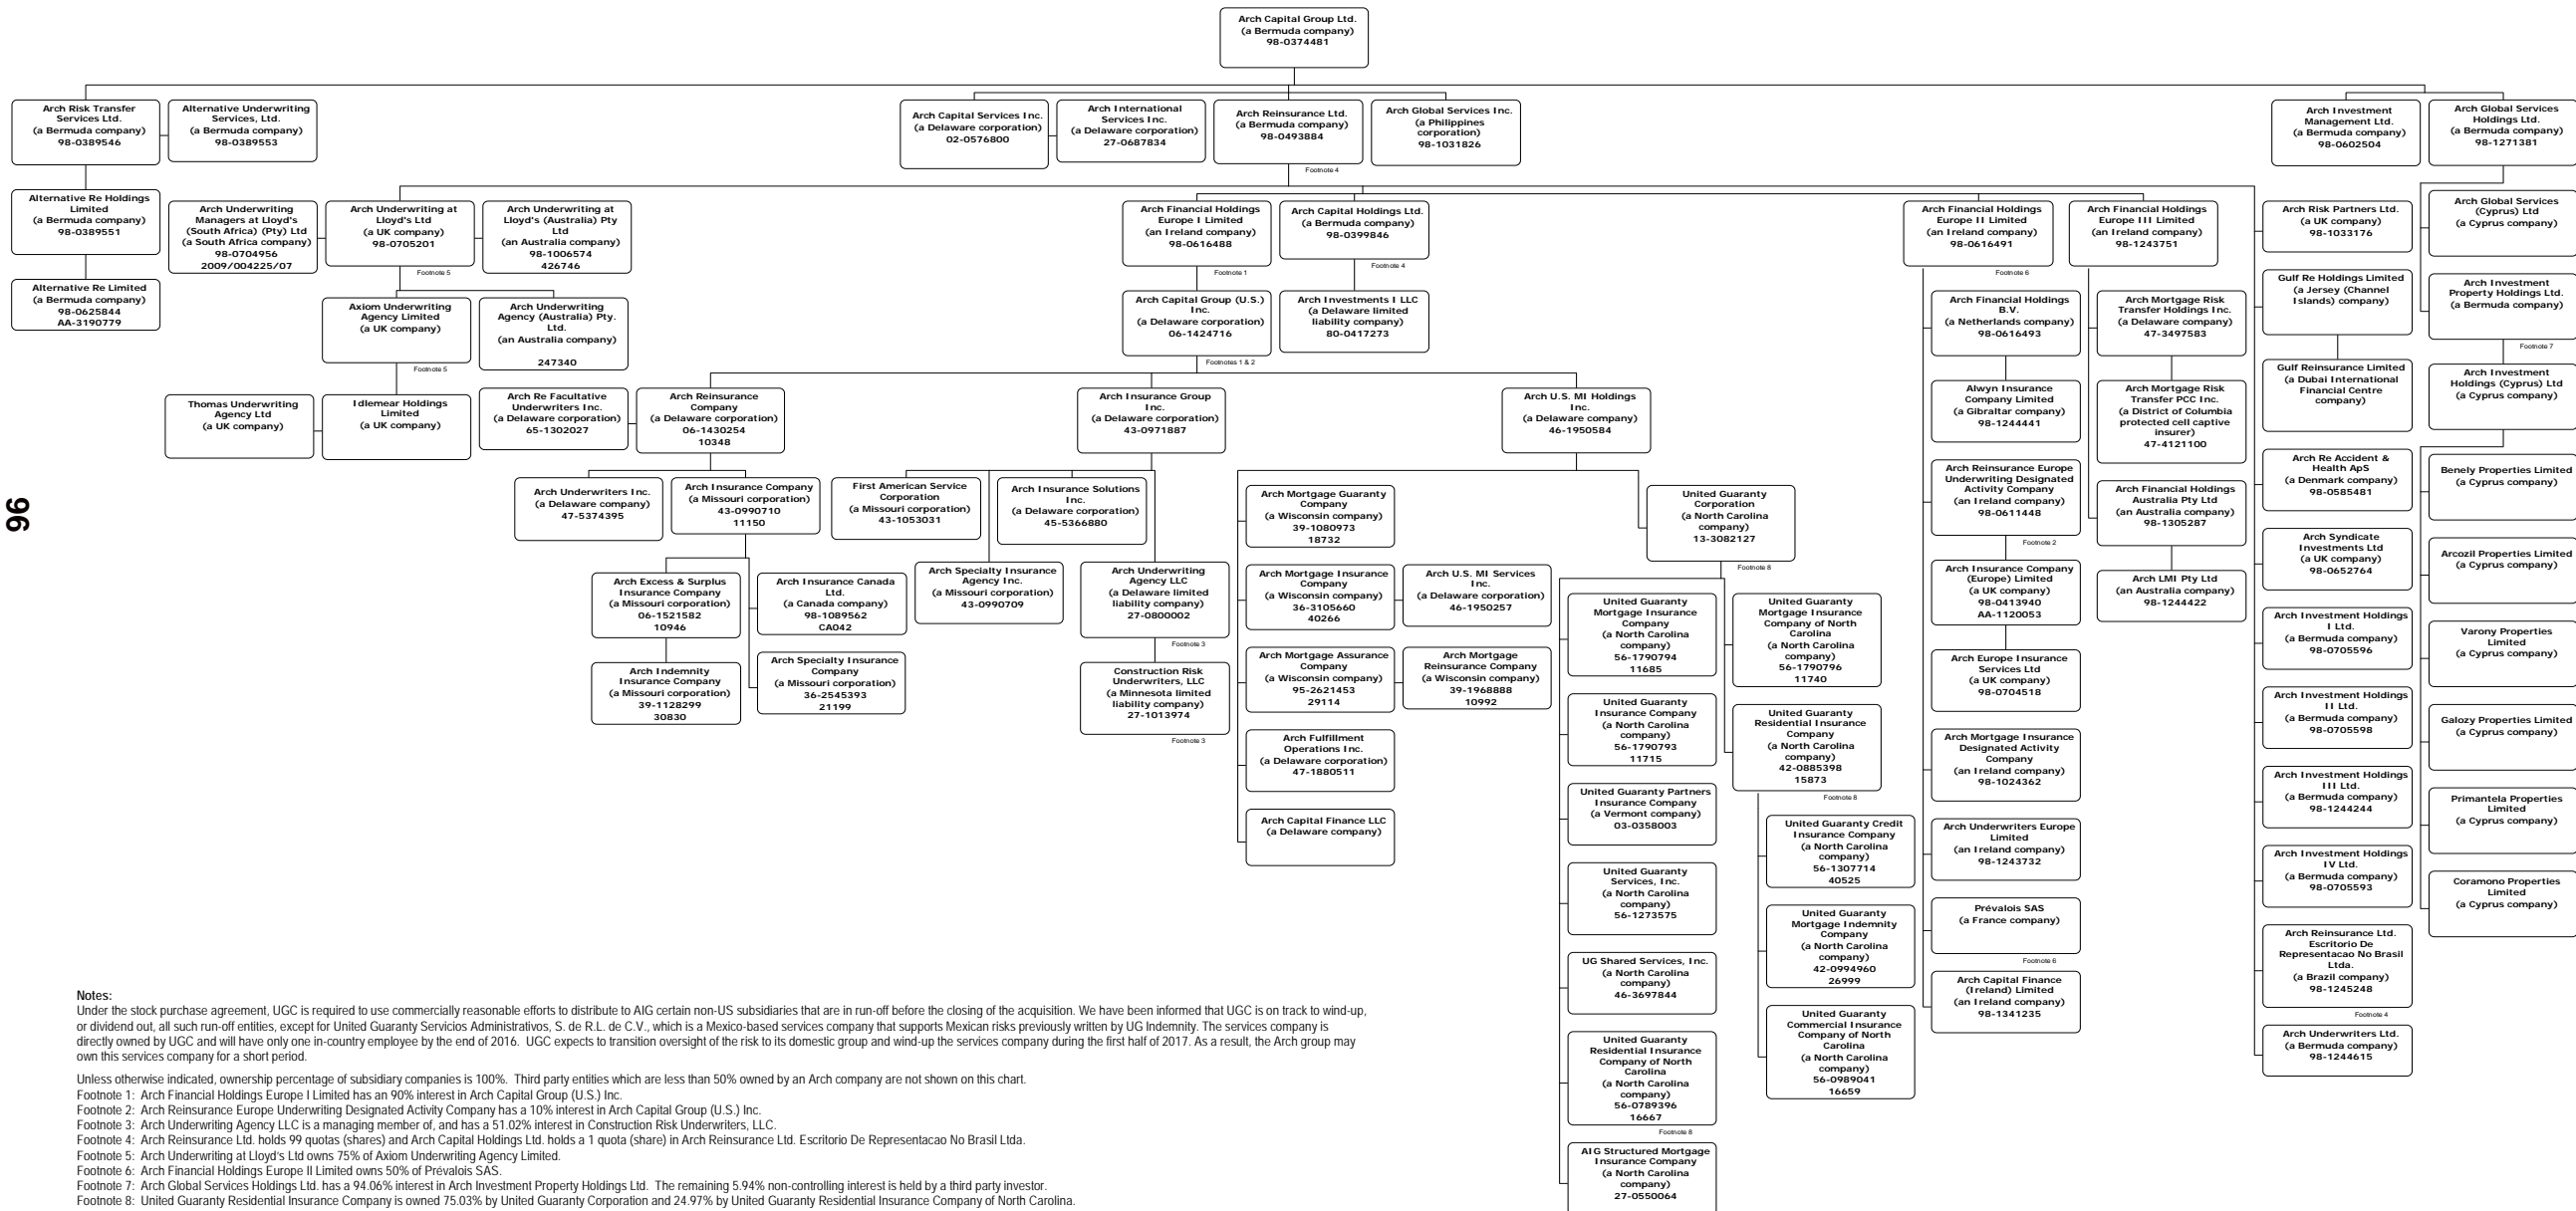 Arch Capital Group Ltd.
(a Bermuda company)
98-0374481
Arch Risk Transfer
Services Ltd.
(a Bermuda company)
98-0389546
Alternative Underwriting
Services, Ltd.
(a Bermuda company)
98-0389553
Arch Capital Services Inc.
(a Delaware corporation)
02-0576800
Arch International
Services Inc.
(a Delaware corporation)
27-0687834
Arch Reinsurance Ltd.
(a Bermuda company)
98-0493884
Footnote 4
Arch Global Services Inc.
(a Philippines
corporation)
98-1031826
Arch Investment
Management Ltd.
(a Bermuda company)
98-0602504
Arch Global Services
Holdings Ltd.
(a Bermuda company)
98-1271381
Alternative Re Holdings
Limited
(a Bermuda company)
98-0389551
Alternative Re Limited
(a Bermuda company)
98-0625844
AA-3190779
Arch Underwriting
Managers at Lloyd's
(South Africa) (Pty) Ltd
(a South Africa company)
98-0704956
2009/004225/07
Arch Underwriting at
Lloyd's Ltd
(a UK company)
98-0705201
Footnote 5
Arch Underwriting at
Lloyd's (Australia) Pty
Ltd
(an Australia company)
98-1006574
426746
Axiom Underwriting
Agency Limited
(a UK company)
Footnote 5
Arch Underwriting
Agency (Australia) Pty.
Ltd.
(an Australia company)
247340
Thomas Underwriting
Agency Ltd
(a UK company)
Idlemear Holdings
Limited
(a UK company)
Arch Financial Holdings
Europe I Limited
(an Ireland company)
98-0616488
Footnote 1
Arch Capital Holdings Ltd.
(a Bermuda company)
98-0399846
Footnote 4
Arch Capital Group (U.S.)
Inc.
(a Delaware corporation)
06-1424716
Footnotes 1 & 2
Arch Investments I LLC
(a Delaware limited
liability company)
80-0417273
Arch Re Facultative
Underwriters Inc.
(a Delaware corporation)
65-1302027
Arch Reinsurance
Company
(a Delaware corporation)
06-1430254
10348
Arch Insurance Group
Inc.
(a Delaware corporation)
43-0971887
Arch U.S. MI Holdings
Inc.
(a Delaware company)
46-1950584
Arch Underwriters Inc.
(a Delaware company)
47-5374395
Arch Insurance Company
(a Missouri corporation)
43-0990710
11150
First American Service
Corporation
(a Missouri corporation)
43-1053031
Arch Insurance Solutions
Inc.
(a Delaware corporation)
45-5366880
Arch Excess & Surplus
Insurance Company
(a Missouri corporation)
06-1521582
10946
Arch Insurance Canada
Ltd.
(a Canada company)
98-1089562
CA042
Arch Specialty Insurance
Agency Inc.
(a Missouri corporation)
43-0990709
Arch Underwriting
Agency LLC
(a Delaware limited
liability company)
27-0800002
Footnote 3
Arch Indemnity
Insurance Company
(a Missouri corporation)
39-1128299
30830
Arch Specialty Insurance
Company
(a Missouri corporation)
36-2545393
21199
Construction Risk
Underwriters, LLC
(a Minnesota limited
liability company)
27-1013974
Footnote 3
Arch Mortgage Guaranty
Company
(a Wisconsin company)
39-1080973
18732
Arch Mortgage Insurance
Company
(a Wisconsin company)
36-3105660
40266
Arch U.S. MI Services
Inc.
(a Delaware corporation)
46-1950257
Arch Mortgage Assurance
Company
(a Wisconsin company)
95-2621453
29114
Arch Mortgage
Reinsurance Company
(a Wisconsin company)
39-1968888
10992
Arch Fulfillment
Operations Inc.
(a Delaware corporation)
47-1880511
Arch Capital Finance LLC
(a Delaware company)
United Guaranty
Corporation
(a North Carolina
company)
13-3082127
Footnote 8
United Guaranty
Mortgage Insurance
Company
(a North Carolina
company)
56-1790794
11685
United Guaranty
Mortgage Insurance
Company of North
Carolina
(a North Carolina
company)
56-1790796
11740
United Guaranty
Insurance Company
(a North Carolina
company)
56-1790793
11715
United Guaranty
Residential Insurance
Company
(a North Carolina
company)
42-0885398
15873
Footnote 8
United Guaranty Partners
Insurance Company
(a Vermont company)
03-0358003
United Guaranty Credit
Insurance Company
(a North Carolina
company)
56-1307714
40525
United Guaranty
Services, Inc.
(a North Carolina
company)
56-1273575
United Guaranty
Mortgage Indemnity
Company
(a North Carolina
company)
42-0994960
26999
UG Shared Services, Inc.
(a North Carolina
company)
46-3697844
United Guaranty
Commercial Insurance
Company of North
Carolina
(a North Carolina
company)
56-0989041
16659
United Guaranty
Residential Insurance
Company of North
Carolina
(a North Carolina
company)
56-0789396
16667
Footnote 8
AIG Structured Mortgage
Insurance Company
(a North Carolina
company)
27-0550064
Arch Financial Holdings
Europe II Limited
(an Ireland company)
98-0616491
Footnote 6
Arch Financial Holdings
Europe III Limited
(an Ireland company)
98-1243751
Arch Financial Holdings
B.V.
(a Netherlands company)
98-0616493
Arch Mortgage Risk
Transfer Holdings Inc.
(a Delaware company)
47-3497583
Alwyn Insurance
Company Limited
(a Gibraltar company)
98-1244441
Arch Mortgage Risk
Transfer PCC Inc.
(a District of Columbia
protected cell captive
insurer)
47-4121100
Arch Reinsurance Europe
Underwriting Designated
Activity Company
(an Ireland company)
98-0611448
Footnote 2
Arch Financial Holdings
Australia Pty Ltd
(an Australia company)
98-1305287
Arch Insurance Company
(Europe) Limited
(a UK company)
98-0413940
AA-1120053
Arch LMI Pty Ltd
(an Australia company)
98-1244422
Arch Europe Insurance
Services Ltd
(a UK company)
98-0704518
Arch Mortgage Insurance
Designated Activity
Company
(an Ireland company)
98-1024362
Arch Underwriters Europe
Limited
(an Ireland company)
98-1243732
Prévalois SAS
(a France company)
Footnote 6
Arch Capital Finance
(Ireland) Limited
(an Ireland company)
98-1341235
Arch Risk Partners Ltd.
(a UK company)
98-1033176
Gulf Re Holdings Limited
(a Jersey (Channel
Islands) company)
Gulf Reinsurance Limited
(a Dubai International
Financial Centre
company)
Arch Re Accident &
Health ApS
(a Denmark company)
98-0585481
Arch Syndicate
Investments Ltd
(a UK company)
98-0652764
Arch Investment Holdings
I Ltd.
(a Bermuda company)
98-0705596
Arch Investment Holdings
II Ltd.
(a Bermuda company)
98-0705598
Arch Investment Holdings
III Ltd.
(a Bermuda company)
98-1244244
Arch Investment Holdings
IV Ltd.
(a Bermuda company)
98-0705593
Arch Reinsurance Ltd.
Escritorio De
Representacao No Brasil
Ltda.
(a Brazil company)
98-1245248
Footnote 4
Arch Underwriters Ltd.
(a Bermuda company)
98-1244615
Arch Global Services
(Cyprus) Ltd
(a Cyprus company)
Arch Investment
Property Holdings Ltd.
(a Bermuda company)
Footnote 7
Arch Investment
Holdings (Cyprus) Ltd
(a Cyprus company)
Benely Properties Limited
(a Cyprus company)
Arcozil Properties Limited
(a Cyprus company)
Varony Properties
Limited
(a Cyprus company)
Galozy Properties Limited
(a Cyprus company)
Primantela Properties
Limited
(a Cyprus company)
Coramono Properties
Limited
(a Cyprus company)
96
Notes:
Under the stock purchase agreement, UGC is required to use commercially reasonable efforts to distribute to AIG certain non-US subsidiaries that are in run-off before the closing of the acquisition. We have been informed that UGC is on track to wind-up,
or dividend out, all such run-off entities, except for United Guaranty Servicios Administrativos, S. de R.L. de C.V., which is a Mexico-based services company that supports Mexican risks previously written by UG Indemnity. The services company is
directly owned by UGC and will have only one in-country employee by the end of 2016. UGC expects to transition oversight of the risk to its domestic group and wind-up the services company during the first half of 2017. As a result, the Arch group may
own this services company for a short period.
Unless otherwise indicated, ownership percentage of subsidiary companies is 100%. Third party entities which are less than 50% owned by an Arch company are not shown on this chart.
Footnote 1: Arch Financial Holdings Europe I Limited has an 90% interest in Arch Capital Group (U.S.) Inc.
Footnote 2: Arch Reinsurance Europe Underwriting Designated Activity Company has a 10% interest in Arch Capital Group (U.S.) Inc.
Footnote 3: Arch Underwriting Agency LLC is a managing member of, and has a 51.02% interest in Construction Risk Underwriters, LLC.
Footnote 4: Arch Reinsurance Ltd. holds 99 quotas (shares) and Arch Capital Holdings Ltd. holds a 1 quota (share) in Arch Reinsurance Ltd. Escritorio De Representacao No Brasil Ltda.
Footnote 5: Arch Underwriting at Lloyd's Ltd owns 75% of Axiom Underwriting Agency Limited.
Footnote 6: Arch Financial Holdings Europe II Limited owns 50% of Prévalois SAS.
Footnote 7: Arch Global Services Holdings Ltd. has a 94.06% interest in Arch Investment Property Holdings Ltd. The remaining 5.94% non-controlling interest is held by a third party investor.
Footnote 8: United Guaranty Residential Insurance Company is owned 75.03% by United Guaranty Corporation and 24.97% by United Guaranty Residential Insurance Company of North Carolina.